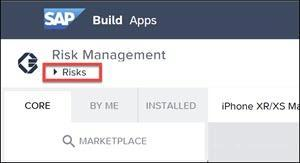 SAP Build Apps
Risk Management
Risks
CORE BY ME INSTALLED iPhone XR/XS Ma
MARKETPLACE